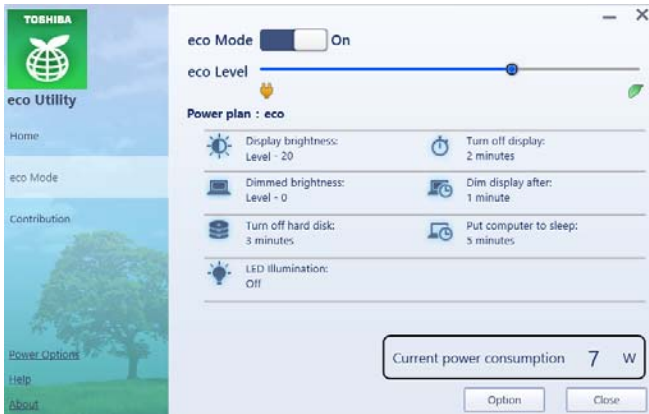 TOSHIBA
eco Utility
Home
eco Mode
Contribution
Power Options
Help
About
eco Mode On
eco Level
Power plan : eco
Display brightness:
Level - 20
Turn off display:
2 minutes
Dimmed brightness:
Level - 0
Dim display after:
1 minute
Turn off hard disk:
3 minutes
Put computer to sleep:
5 minutes
LED Illumination:
Off
Current power consumption 7 W
Option Close